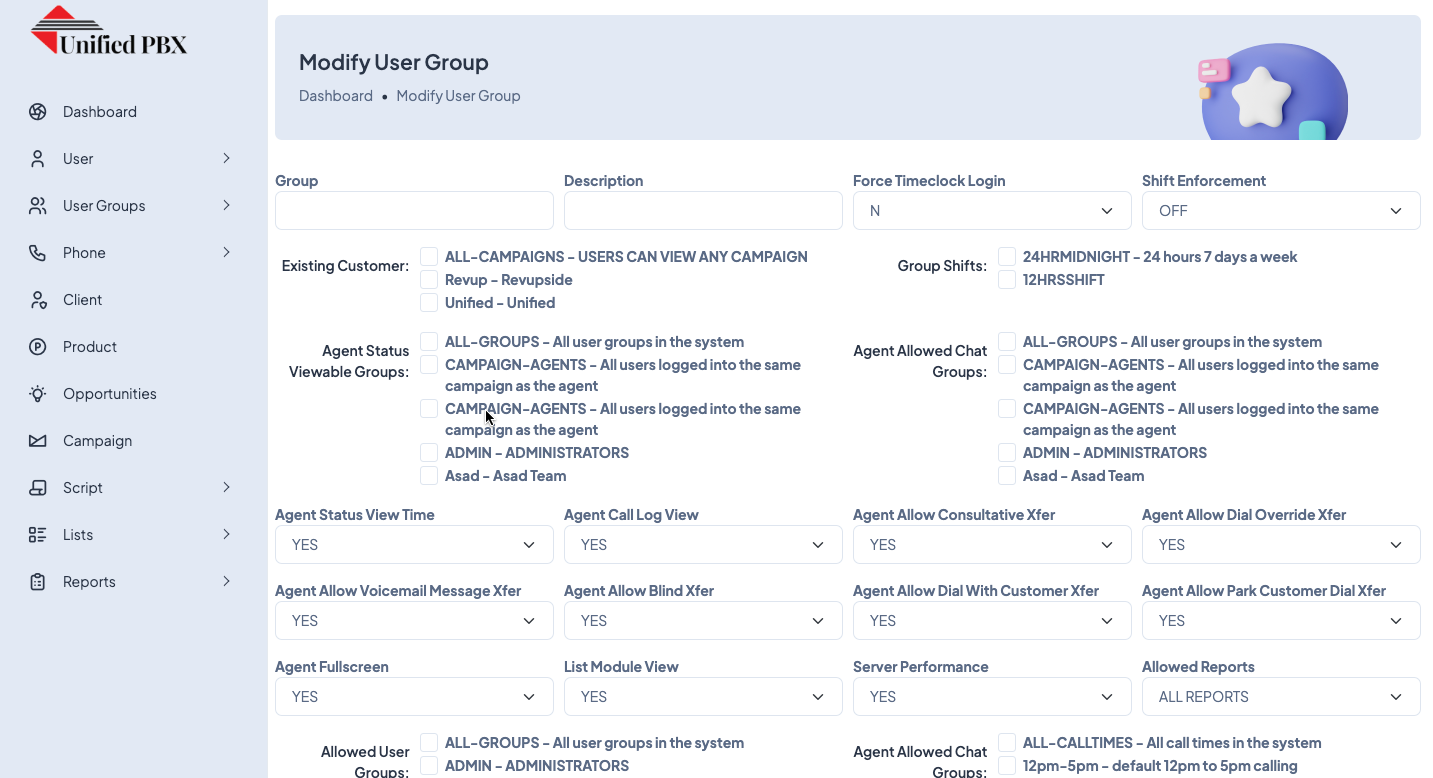 Unified PBX
Dashboard
User
User Groups
Phone
Client
Product
Opportunities
Campaign
Script
Lists
Reports
Modify User Group
Dashboard • Modify User Group
Group
Description
Force Timeclock Login
N
Shift Enforcement
OFF
Existing Customer:
ALL-CAMPAIGNS - USERS CAN VIEW ANY CAMPAIGN
Revup - Revupside
Unified - Unified
Group Shifts:
24HRMIDNIGHT - 24 hours 7 days a week
12HRSSHIFT
Agent Status
Viewable Groups:
ALL-GROUPS - All user groups in the system
CAMPAIGN-AGENTS - All users logged into the same
campaign as the agent
CAMPAIGN-AGENTS - All users logged into the same
campaign as the agent
ADMIN - ADMINISTRATORS
Asad - Asad Team
Agent Allowed Chat
Groups:
ALL-GROUPS - All user groups in the system
CAMPAIGN-AGENTS - All users logged into the same
campaign as the agent
CAMPAIGN-AGENTS - All users logged into the same
campaign as the agent
ADMIN - ADMINISTRATORS
Asad - Asad Team
Agent Status View Time
YES
Agent Call Log View
YES
Agent Allow Consultative Xfer
YES
Agent Allow Dial Override Xfer
YES
Agent Allow Voicemail Message Xfer
YES
Agent Allow Blind Xfer
YES
Agent Allow Dial With Customer Xfer
YES
Agent Allow Park Customer Dial Xfer
YES
Agent Fullscreen
YES
List Module View
YES
Server Performance
YES
Allowed Reports
ALL REPORTS
Allowed User
Groups:
ALL-GROUPS - All user groups in the system
ADMIN - ADMINISTRATORS
Agent Allowed Chat
Groups:
ALL-CALLTIMES - All call times in the system
12pm-5pm - default 12pm to 5pm calling